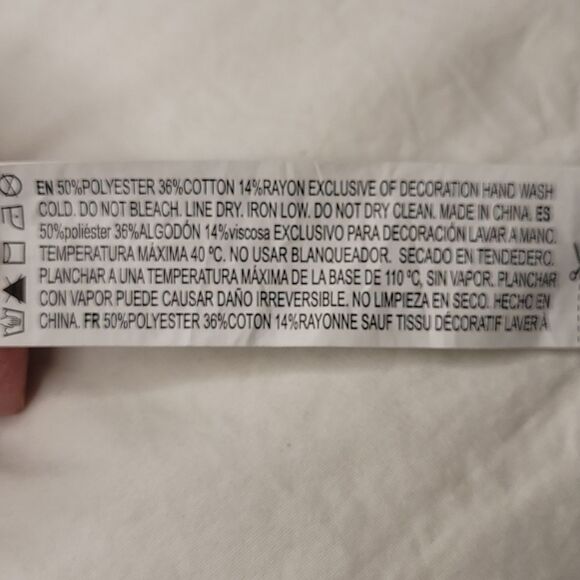 EN 50%POLYESTER 36%COTTON 14%RAYON EXCLUSIVE OF DECORATION HAND WASH
COLD. DO NOT BLEACH. LINE DRY. IRON LOW. DO NOT DRY CLEAN. MADE IN CHINA. ES
50%poliéster 36%ALGODÓN 14%viscosa EXCLUSIVO PARA DECORACIÓN LAVAR A MANO.
TEMPERATURA MÁXIMA 40 ºC. NO USAR BLANQUEADOR. SECADO EN TENDEDERO.
PLANCHAR A UNA TEMPERATURA MÁXIMA DE LA BASE DE 110 ºC, SIN VAPOR. PLANCHAR
CON VAPOR PUEDE CAUSAR DAÑO IRREVERSIBLE. NO LIMPIEZA EN SECO. HECHO EN
CHINA. FR 50%POLYESTER 36%COTON 14%RAYONNE SAUF TISSU DÉCORATIF LAVER À